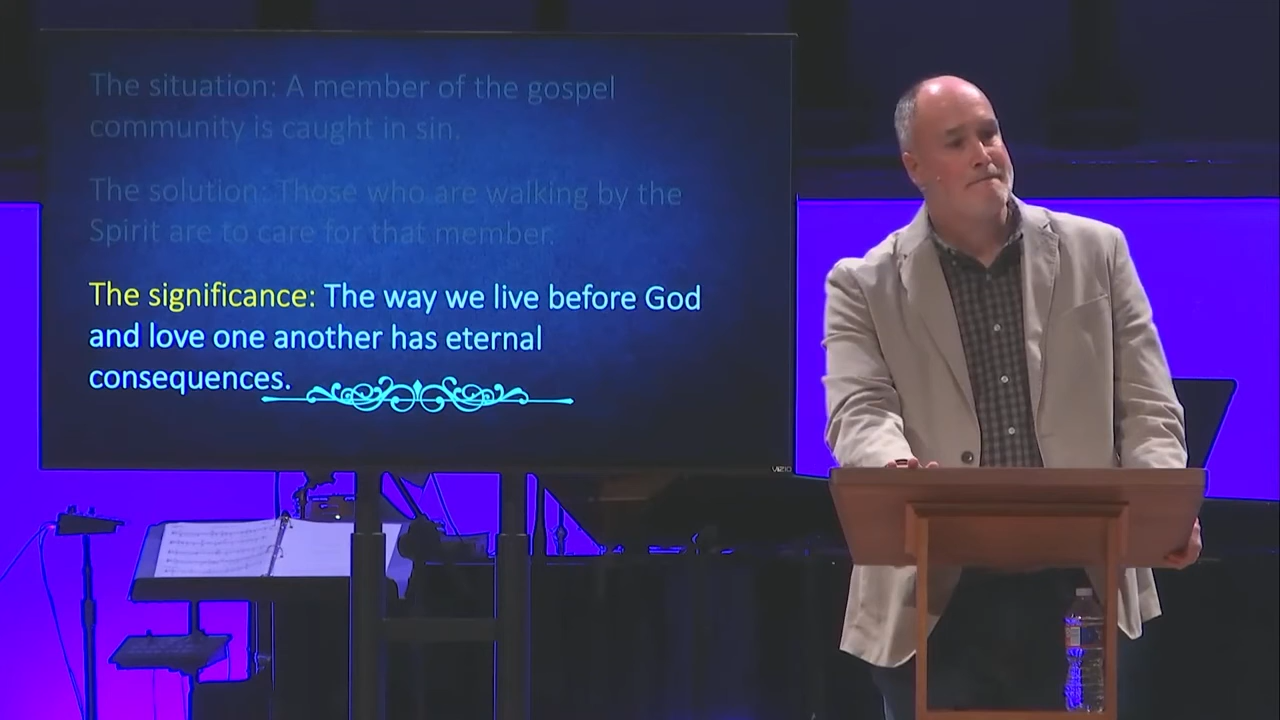 The situation: A member of the gospel
community is caught in sin.
The solution: Those who are walking by the
Spirit are to care for that member.
The significance: The way we live before God
and love one another has eternal
consequences.
VIZIO